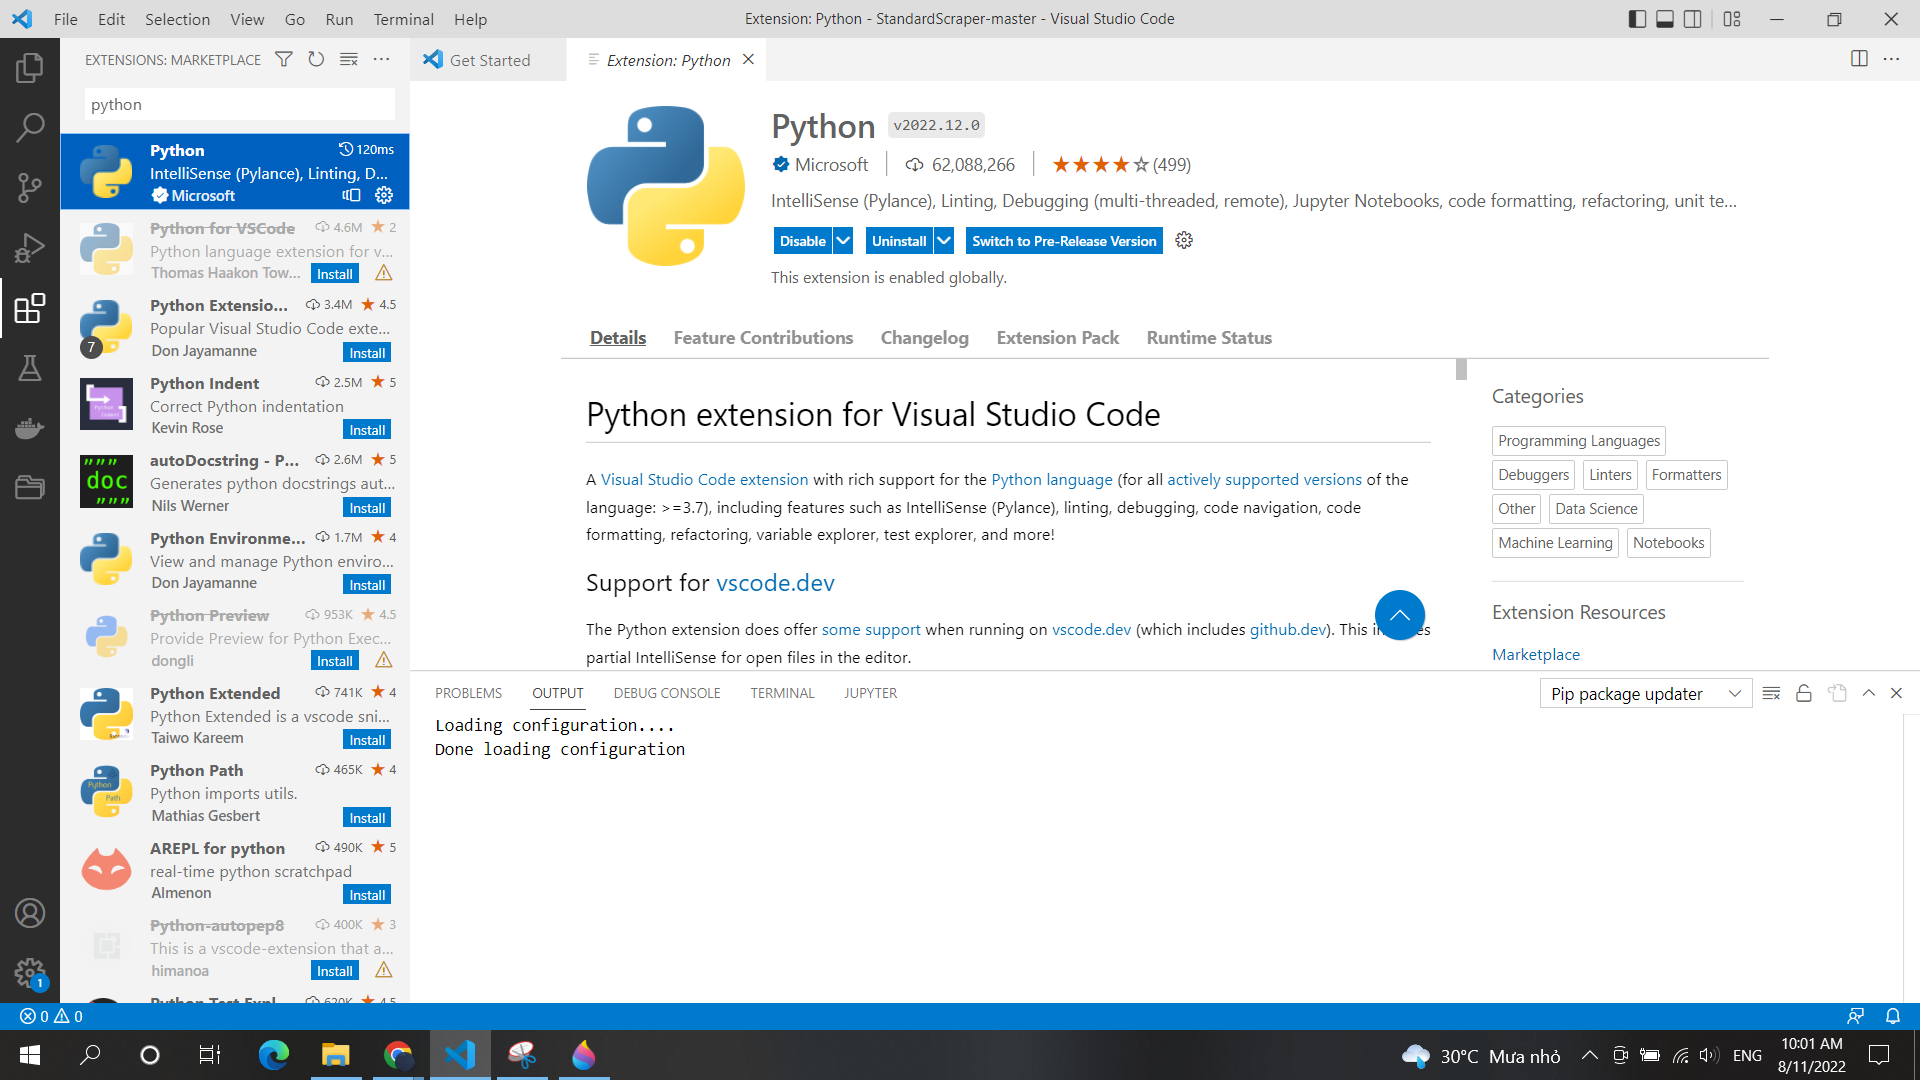 File Edit Selection View Go Run Terminal Help
Extension: Python - StandardScraper-master - Visual Studio Code
EXTENSIONS: MARKETPLACE
python
Python 120ms
IntelliSense (Pylance), Linting, D...
Microsoft
Python for VSCode 4.6M 2
Python language extension for v...
Thomas Haakon Tow... Install
Python Extensio... 3.4M 4.5
Popular Visual Studio Code exte...
7
Don Jayamanne Install
Python Indent 2.5M 5
Correct Python indentation
Kevin Rose Install
autoDocstring - P... 2.6M 5
""" doc """
Generates python docstrings aut...
Nils Werner Install
Python Environme... 1.7M 4
View and manage Python enviro...
Don Jayamanne Install
Python Preview 953K 4.5
Provide Preview for Python Exec...
dongli Install
Python Extended 741K 4
Python Extended is a vscode sni...
Taiwo Kareem Install
Python Path 465K 4
Python Path
Python imports utils.
Mathias Gesbert Install
AREPL for python 490K 5
real-time python scratchpad
Almenon Install
Python-autopep8 400K 3
This is a vscode-extension that a...
himanoa Install
Python Test Expl 620K 4.5
1
Get Started
Extension: Python
Python v2022.12.0
Microsoft 62,088,266 (499)
IntelliSense (Pylance), Linting, Debugging (multi-threaded, remote), Jupyter Notebooks, code formatting, refactoring, unit te...
Disable Uninstall Switch to Pre-Release Version
This extension is enabled globally.
Details Feature Contributions Changelog Extension Pack Runtime Status
Python extension for Visual Studio Code
A Visual Studio Code extension with rich support for the Python language (for all actively supported versions of the
language: >=3.7), including features such as IntelliSense (Pylance), linting, debugging, code navigation, code
formatting, refactoring, variable explorer, test explorer, and more!
Support for vscode.dev
The Python extension does offer some support when running on vscode.dev (which includes github.dev). This
partial IntelliSense for open files in the editor.
Categories
Programming Languages
Debuggers Linters Formatters
Other Data Science
Machine Learning Notebooks
Extension Resources
Marketplace
PROBLEMS OUTPUT DEBUG CONSOLE TERMINAL JUPYTER
Pip package updater
Loading configuration....
Done loading configuration
0 0
30°C Mưa nhỏ ENG
10:01 AM
8/11/2022